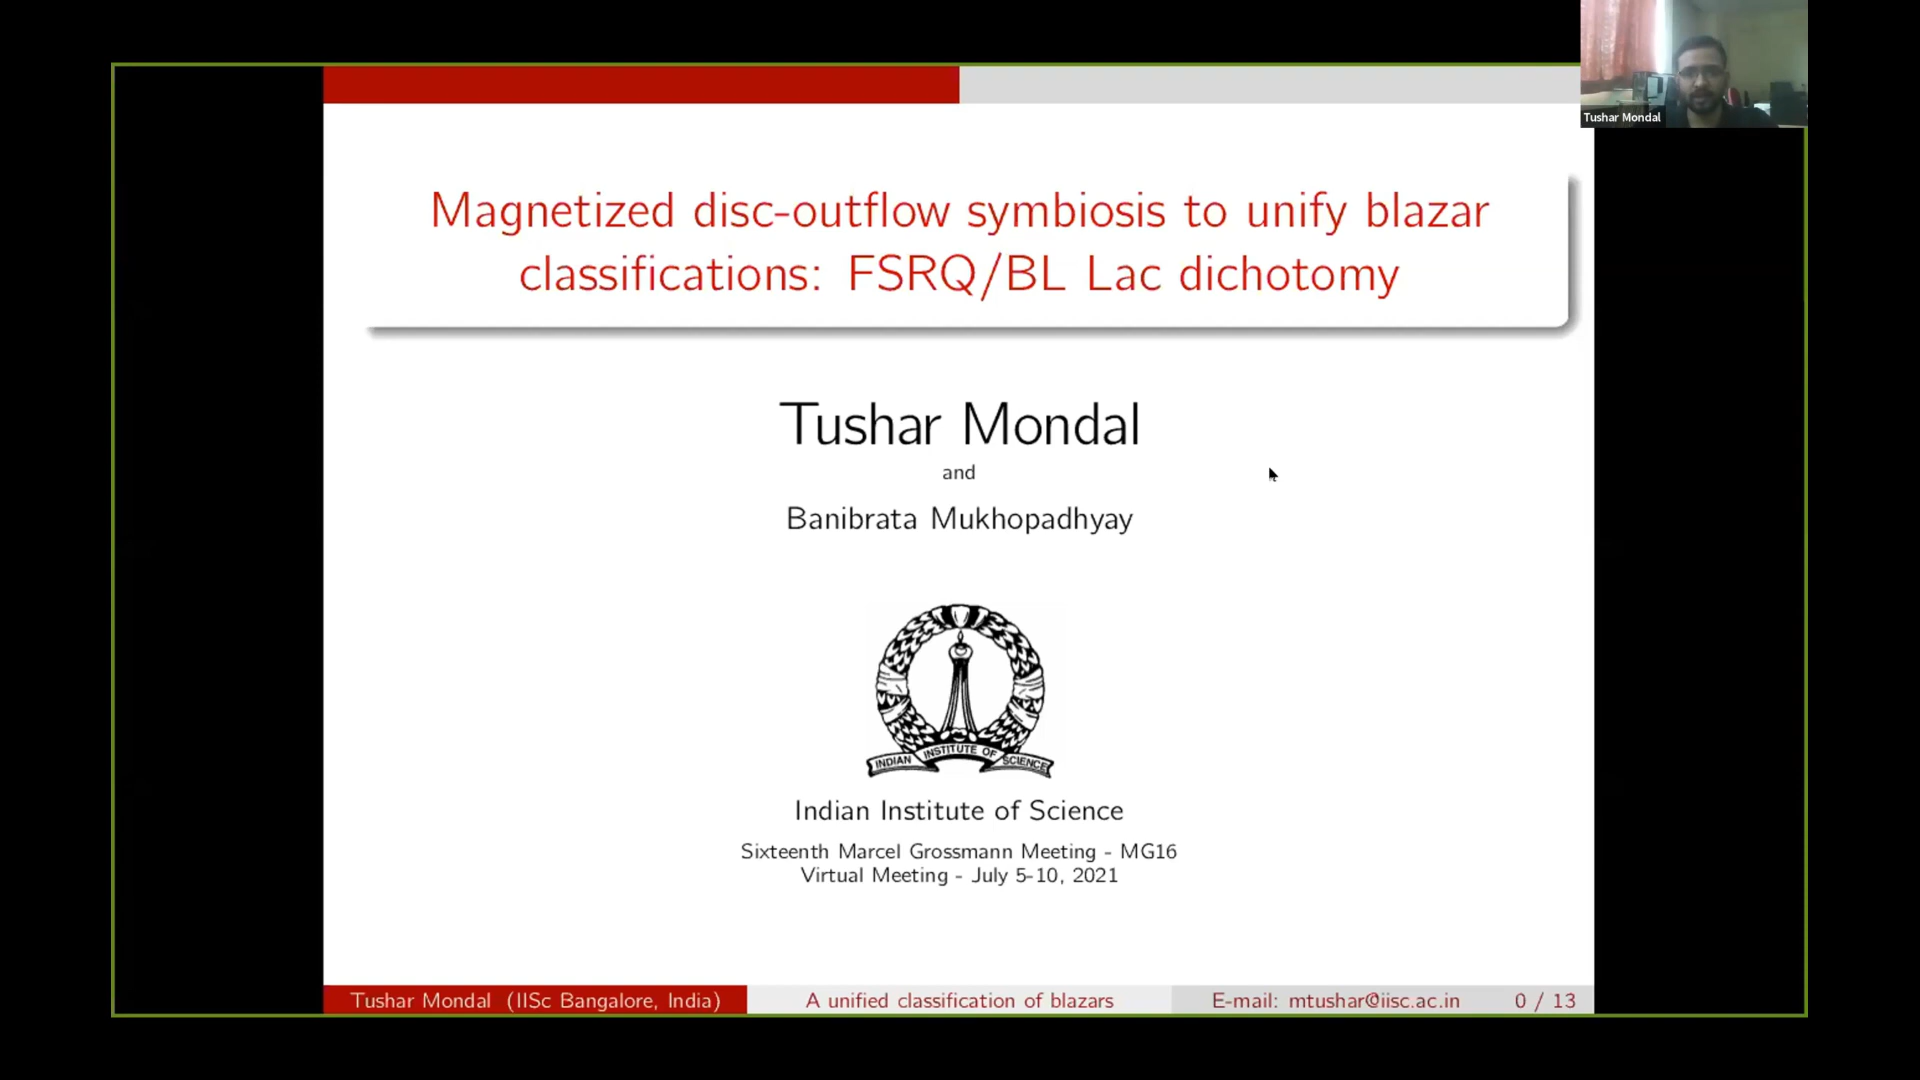 Tushar Mondal
Magnetized disc-outflow symbiosis to unify blazar
classifications: FSRQ/BL Lac dichotomy
Tushar Mondal
and
Banibrata Mukhopadhyay
INDIAN INSTITUTE OF SCIENCE
Indian Institute of Science
Sixteenth Marcel Grossmann Meeting - MG16
Virtual Meeting - July 5-10, 2021
Tushar Mondal (IISc Bangalore, India) A unified classification of blazars E-mail: mtushar@iisc.ac.in 0 / 13